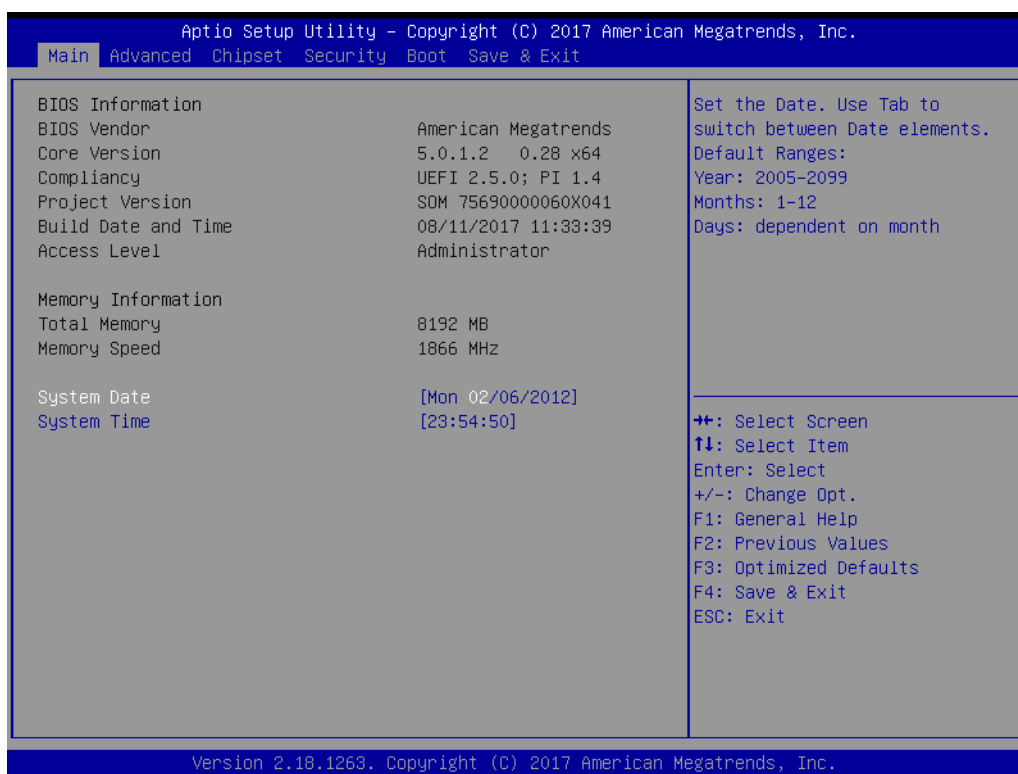 Aptio Setup Utility – Copyright (C) 2017 American Megatrends, Inc.
Main Advanced Chipset Security Boot Save & Exit
BIOS Information
BIOS Vendor American Megatrends
Core Version 5.0.1.2 0.28 x64
Compliancy UEFI 2.5.0; PI 1.4
Project Version SOM 75690000060X041
Build Date and Time 08/11/2017 11:33:39
Access Level Administrator
Memory Information
Total Memory 8192 MB
Memory Speed 1866 MHz
System Date [Mon 02/06/2012]
System Time [23:54:50]
Set the Date. Use Tab to
switch between Date elements.
Default Ranges:
Year: 2005-2099
Months: 1-12
Days: dependent on month
→←: Select Screen
↑↓: Select Item
Enter: Select
+/-: Change Opt.
F1: General Help
F2: Previous Values
F3: Optimized Defaults
F4: Save & Exit
ESC: Exit
Version 2.18.1263. Copyright (C) 2017 American Megatrends, Inc.